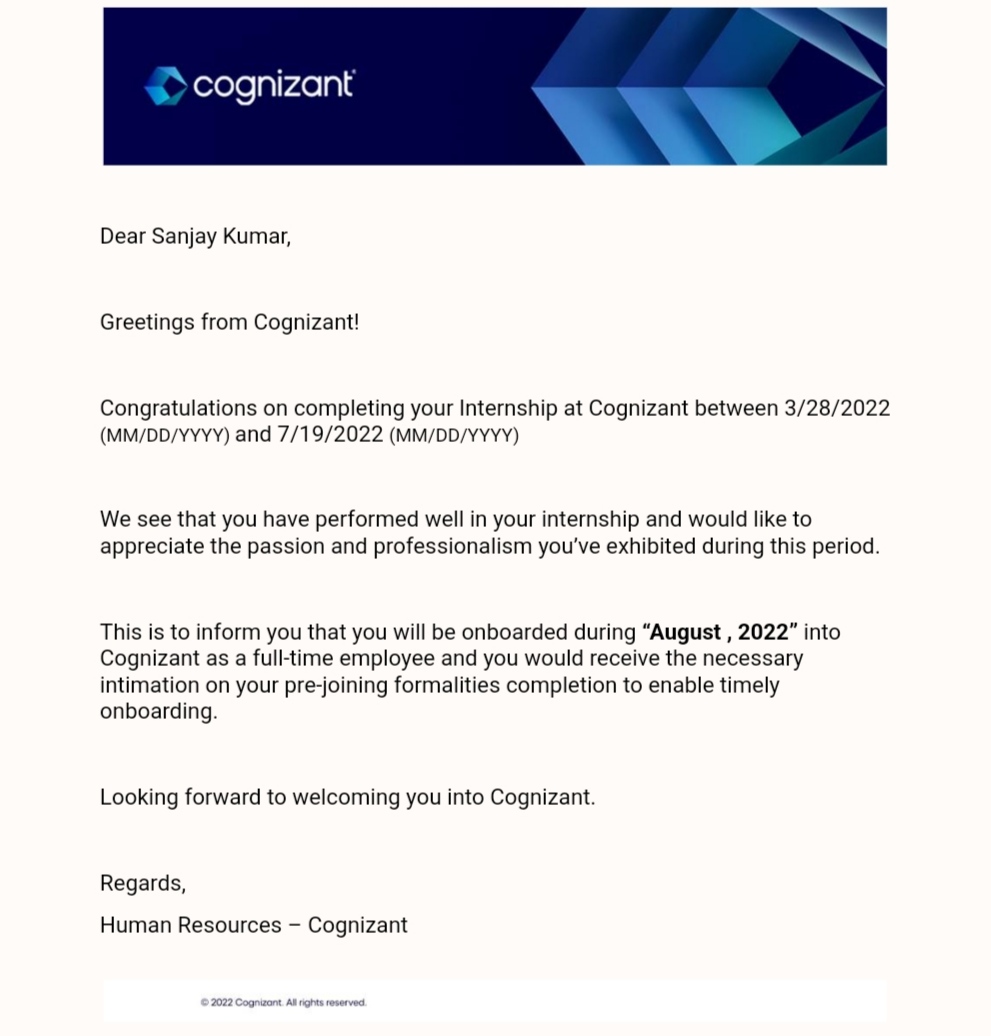 cognizant
Dear Sanjay Kumar,
Greetings from Cognizant!
Congratulations on completing your Internship at Cognizant between 3/28/2022
(MM/DD/YYYY) and 7/19/2022 (MM/DD/YYYY)
We see that you have performed well in your internship and would like to
appreciate the passion and professionalism you’ve exhibited during this period.
This is to inform you that you will be onboarded during “August , 2022” into
Cognizant as a full-time employee and you would receive the necessary
intimation on your pre-joining formalities completion to enable timely
onboarding.
Looking forward to welcoming you into Cognizant.
Regards,
Human Resources – Cognizant
© 2022 Cognizant. All rights reserved.